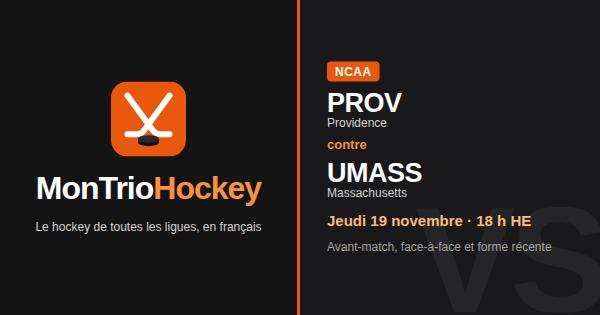 MonTrioHockey
Le hockey de toutes les ligues, en français
NCAA
PROV
Providence
contre
UMASS
Massachusetts
Jeudi 19 novembre · 18 h HE
Avant-match, face-à-face et forme récente
VS